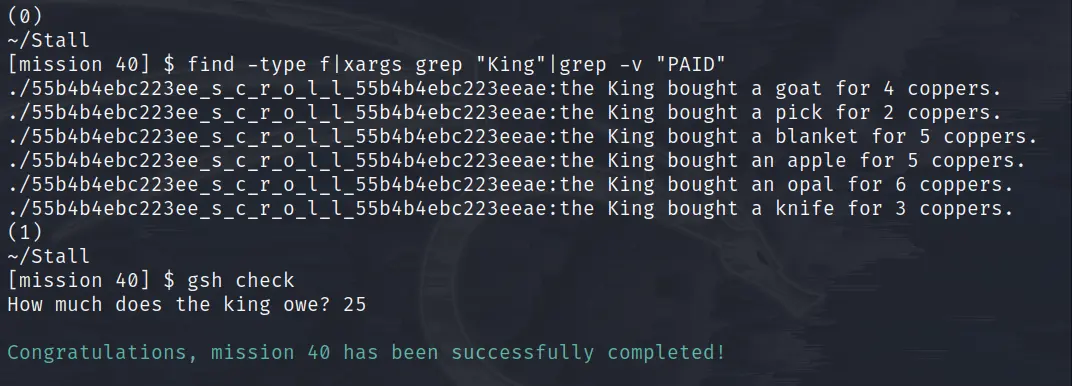 (0)
~/Stall
[mission 40] $ find -type f|xargs grep "King"|grep -v "PAID"
./55b4b4ebc223ee_s_c_r_o_l_l_55b4b4ebc223eeae:the King bought a goat for 4 coppers.
./55b4b4ebc223ee_s_c_r_o_l_l_55b4b4ebc223eeae:the King bought a pick for 2 coppers.
./55b4b4ebc223ee_s_c_r_o_l_l_55b4b4ebc223eeae:the King bought a blanket for 5 coppers.
./55b4b4ebc223ee_s_c_r_o_l_l_55b4b4ebc223eeae:the King bought an apple for 5 coppers.
./55b4b4ebc223ee_s_c_r_o_l_l_55b4b4ebc223eeae:the King bought an opal for 6 coppers.
./55b4b4ebc223ee_s_c_r_o_l_l_55b4b4ebc223eeae:the King bought a knife for 3 coppers.
(1)
~/Stall
[mission 40] $ gsh check
How much does the king owe? 25
Congratulations, mission 40 has been successfully completed!